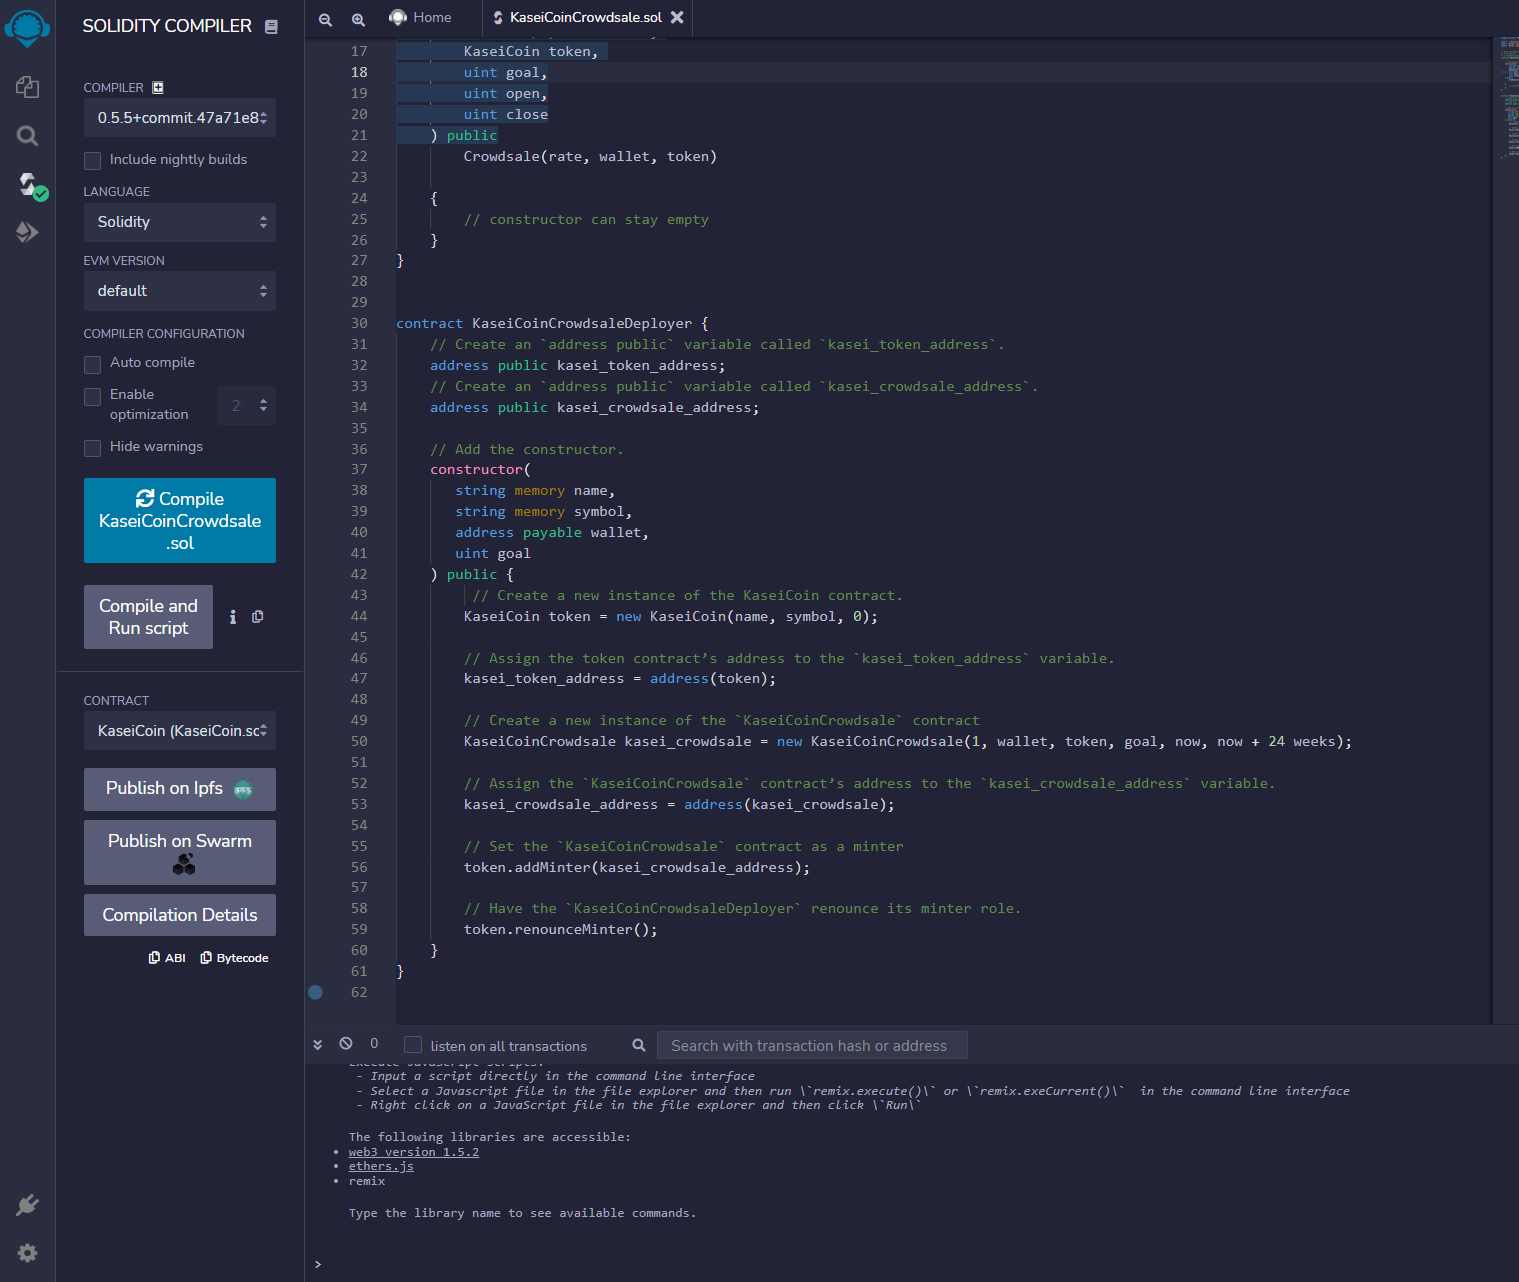 SOLIDITY COMPILER
COMPILER
0.5.5+commit.47a71e8
Include nightly builds
LANGUAGE
Solidity
EVM VERSION
default
COMPILER CONFIGURATION
Auto compile
Enable
optimization
2
Hide warnings
Compile
KaseiCoinCrowdsale
.sol
Compile and
Run script
CONTRACT
KaseiCoin (KaseiCoin.sc
Publish on Ipfs
IPFS
Publish on Swarm
Compilation Details
ABI Bytecode
Home KaseiCoinCrowdsale.sol
17 KaseiCoin token,
18 uint goal,
19 uint open,
20 uint close
21 ) public
22 Crowdsale(rate, wallet, token)
23
24 {
25 // constructor can stay empty
26 }
27 }
28
29
30 contract KaseiCoinCrowdsaleDeployer {
31 // Create an `address public` variable called `kasei_token_address`.
32 address public kasei_token_address;
33 // Create an `address public` variable called `kasei_crowdsale_address`.
34 address public kasei_crowdsale_address;
35
36 // Add the constructor.
37 constructor(
38 string memory name,
39 string memory symbol,
40 address payable wallet,
41 uint goal
42 ) public {
43 // Create a new instance of the KaseiCoin contract.
44 KaseiCoin token = new KaseiCoin(name, symbol, 0);
45
46 // Assign the token contract’s address to the `kasei_token_address` variable.
47 kasei_token_address = address(token);
48
49 // Create a new instance of the `KaseiCoinCrowdsale` contract
50 KaseiCoinCrowdsale kasei_crowdsale = new KaseiCoinCrowdsale(1, wallet, token, goal, now, now + 24 weeks);
51
52 // Assign the `KaseiCoinCrowdsale` contract’s address to the `kasei_crowdsale_address` variable.
53 kasei_crowdsale_address = address(kasei_crowdsale);
54
55 // Set the `KaseiCoinCrowdsale` contract as a minter
56 token.addMinter(kasei_crowdsale_address);
57
58 // Have the `KaseiCoinCrowdsaleDeployer` renounce its minter role.
59 token.renounceMinter();
60 }
61 }
62
0 listen on all transactions Search with transaction hash or address
- Input a script directly in the command line interface
- Select a Javascript file in the file explorer and then run \`remix.execute()\` or \`remix.exeCurrent()\` in the command line interface
- Right click on a JavaScript file in the file explorer and then click \`Run\`
The following libraries are accessible:
• web3 version 1.5.2
• ethers.js
• remix
Type the library name to see available commands.
>